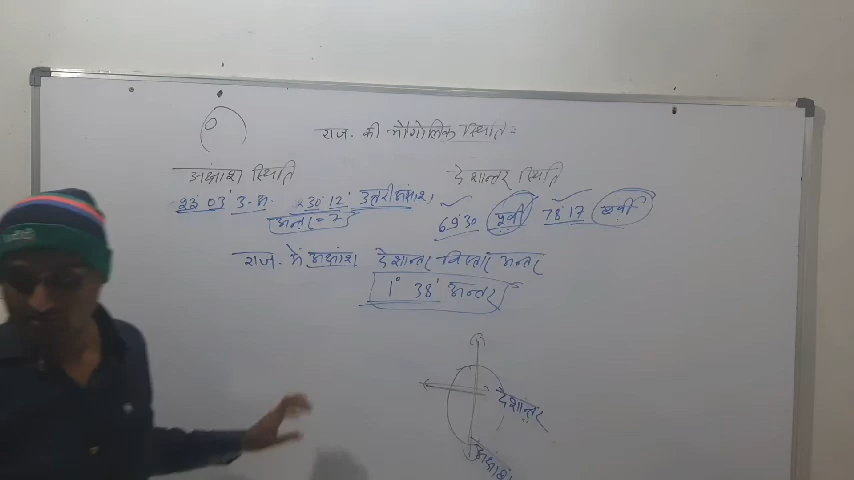 राज. की भौगोलिक स्थिति :-
अक्षांश स्थिति
देशान्तर स्थिति
23° 03' उ.अ. 30° 12' उत्तरी अक्षांश
अन्तर = ?
69° 30' पूर्वी 78° 17' पूर्वी
राज. में अक्षांश देशान्तर विस्तार अन्तर
1° 38' अन्तर
देशान्तर
अक्षांश